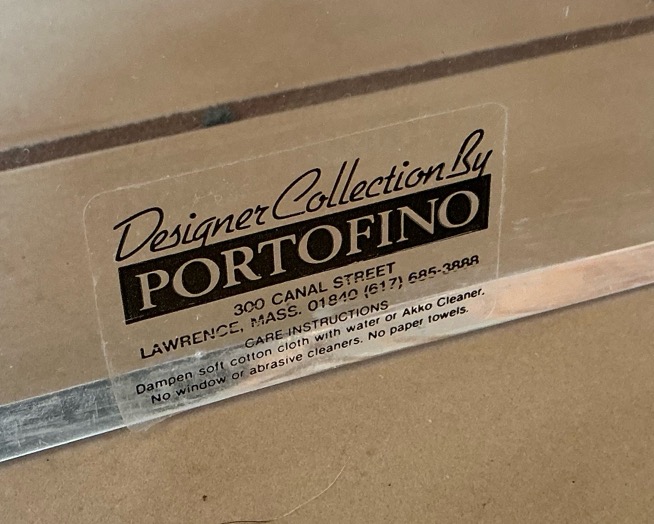 Designer Collection By
PORTOFINO
300 CANAL STREET
LAWRENCE, MASS. 01840 (617) 685-3888
CARE INSTRUCTIONS
Dampen soft cotton cloth with water or Akko Cleaner.
No window or abrasive cleaners. No paper towels.